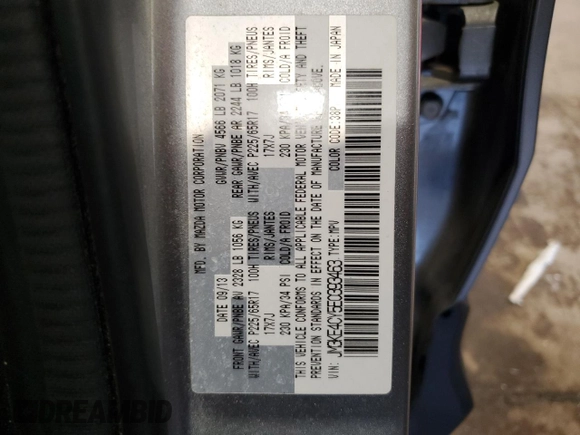 MFD. BY MAZDA MOTOR CORPORATION
DATE 09/13 GVWR/PNBV 4566 LB 2071 KG
FRONT GAWR/PNBE AV 2328 LB 1056 KG REAR GAWR/PNBE AR 2244 LB 1018 KG
WITH/AVEC P225/65R17 100H TIRES/PNEUS WITH/AVEC P225/65R17 100H TIRES/PNEUS
17X7J RIMS/JANTES 17X7J RIMS/JANTES
230 KPA/34 PSI COLD/A FROID 230 KPA/34 PSI COLD/A FROID
THIS VEHICLE CONFORMS TO ALL APPLICABLE FEDERAL MOTOR VEHICLE SAFETY AND THEFT
PREVENTION STANDARDS IN EFFECT ON THE DATE OF MANUFACTURE SHOWN ABOVE.
VIN: JM3KE4CY5E0393463 TYPE:MPV COLOR CODE:38P MADE IN JAPAN
DREAMBID